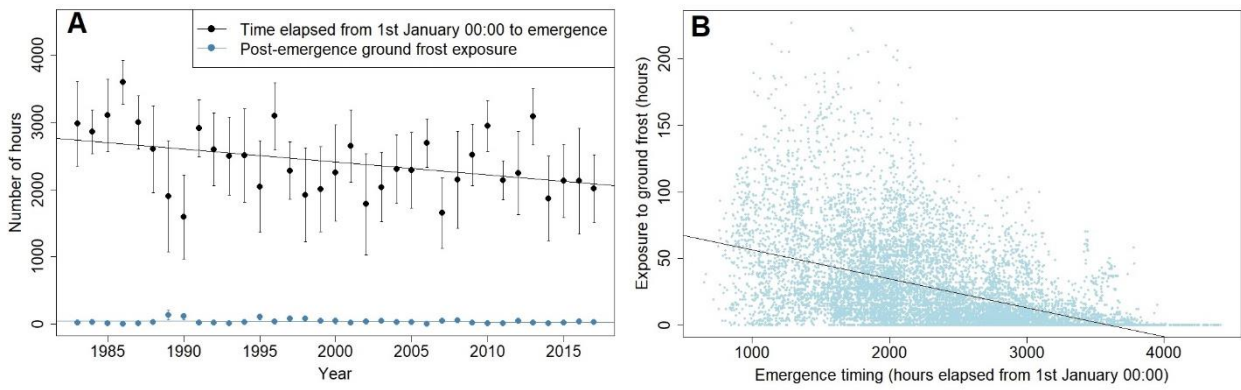 A
Time elapsed from 1st January 00:00 to emergence
Post-emergence ground frost exposure
Number of hours
4000
3000
2000
1000
0
1985 1990 1995 2000 2005 2010 2015
Year
B
Exposure to ground frost (hours)
200
150
100
50
0
1000 2000 3000 4000
Emergence timing (hours elapsed from 1st January 00:00)